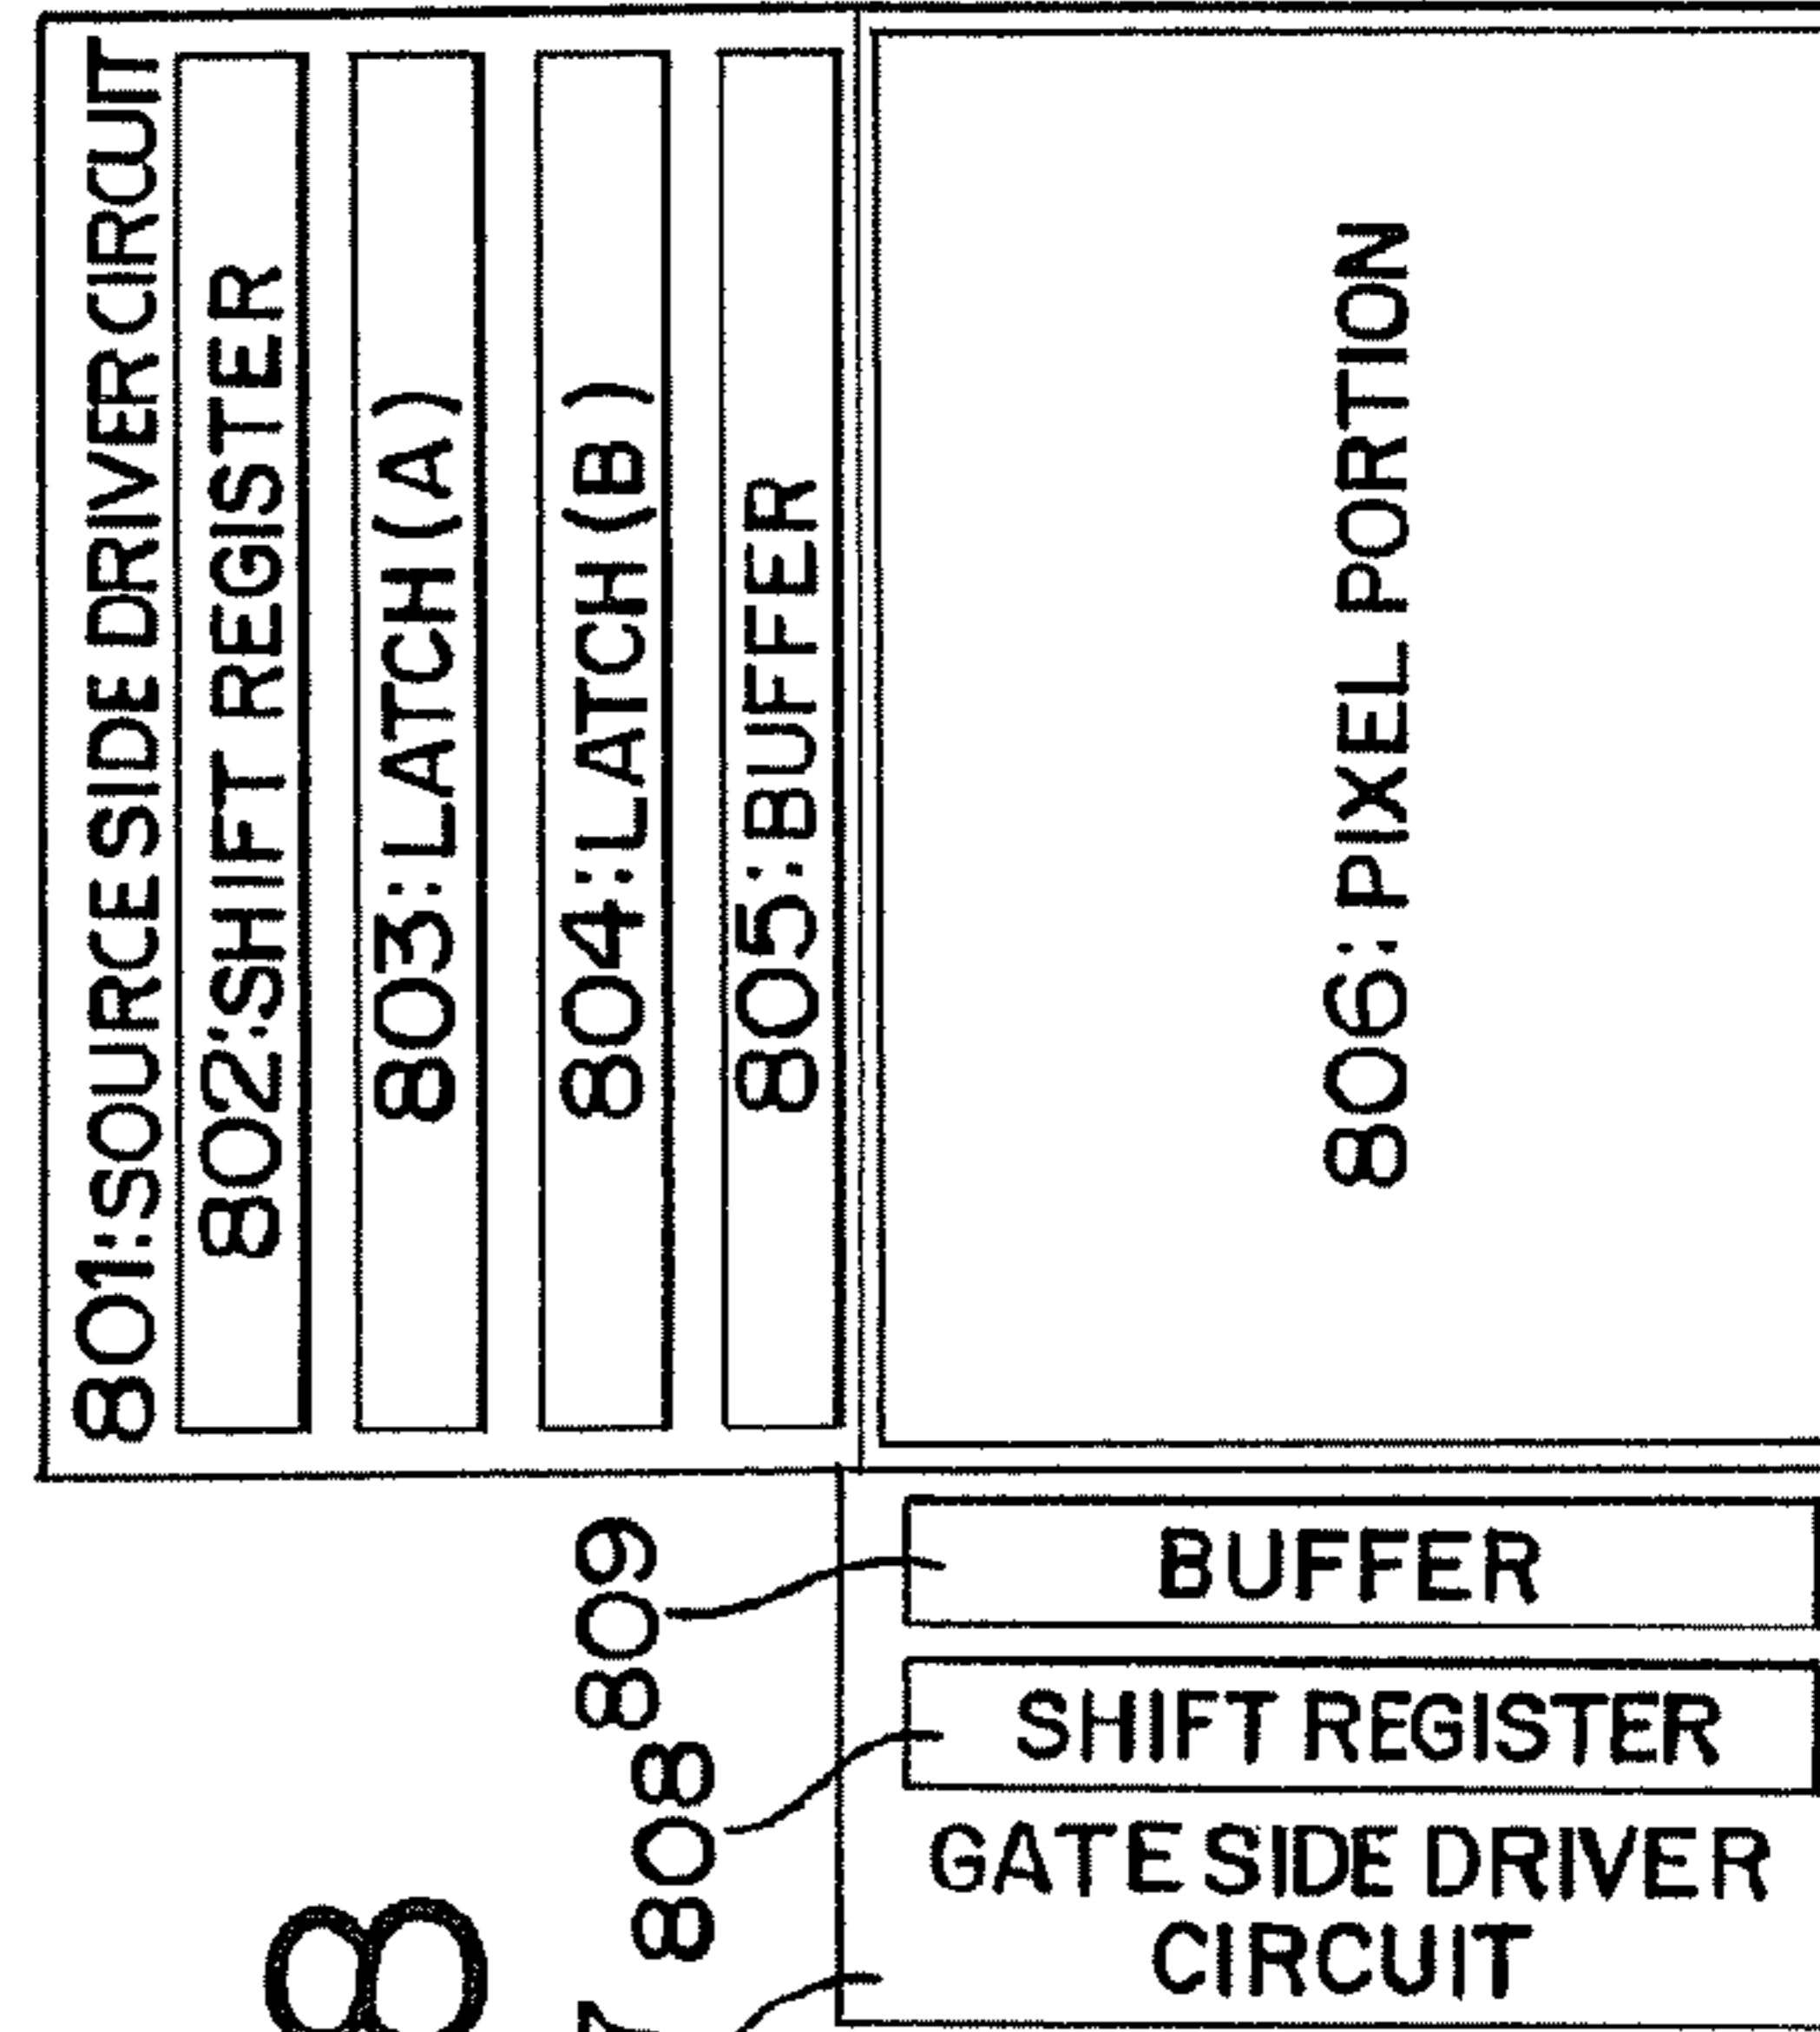 801:SOURCE SIDE DRIVER CIRCUIT
802:SHIFT REGISTER
803:LATCH(A)
804:LATCH(B)
805:BUFFER
806:PIXEL PORTION
809
BUFFER
808
SHIFT REGISTER
GATE SIDE DRIVER
CIRCUIT
8